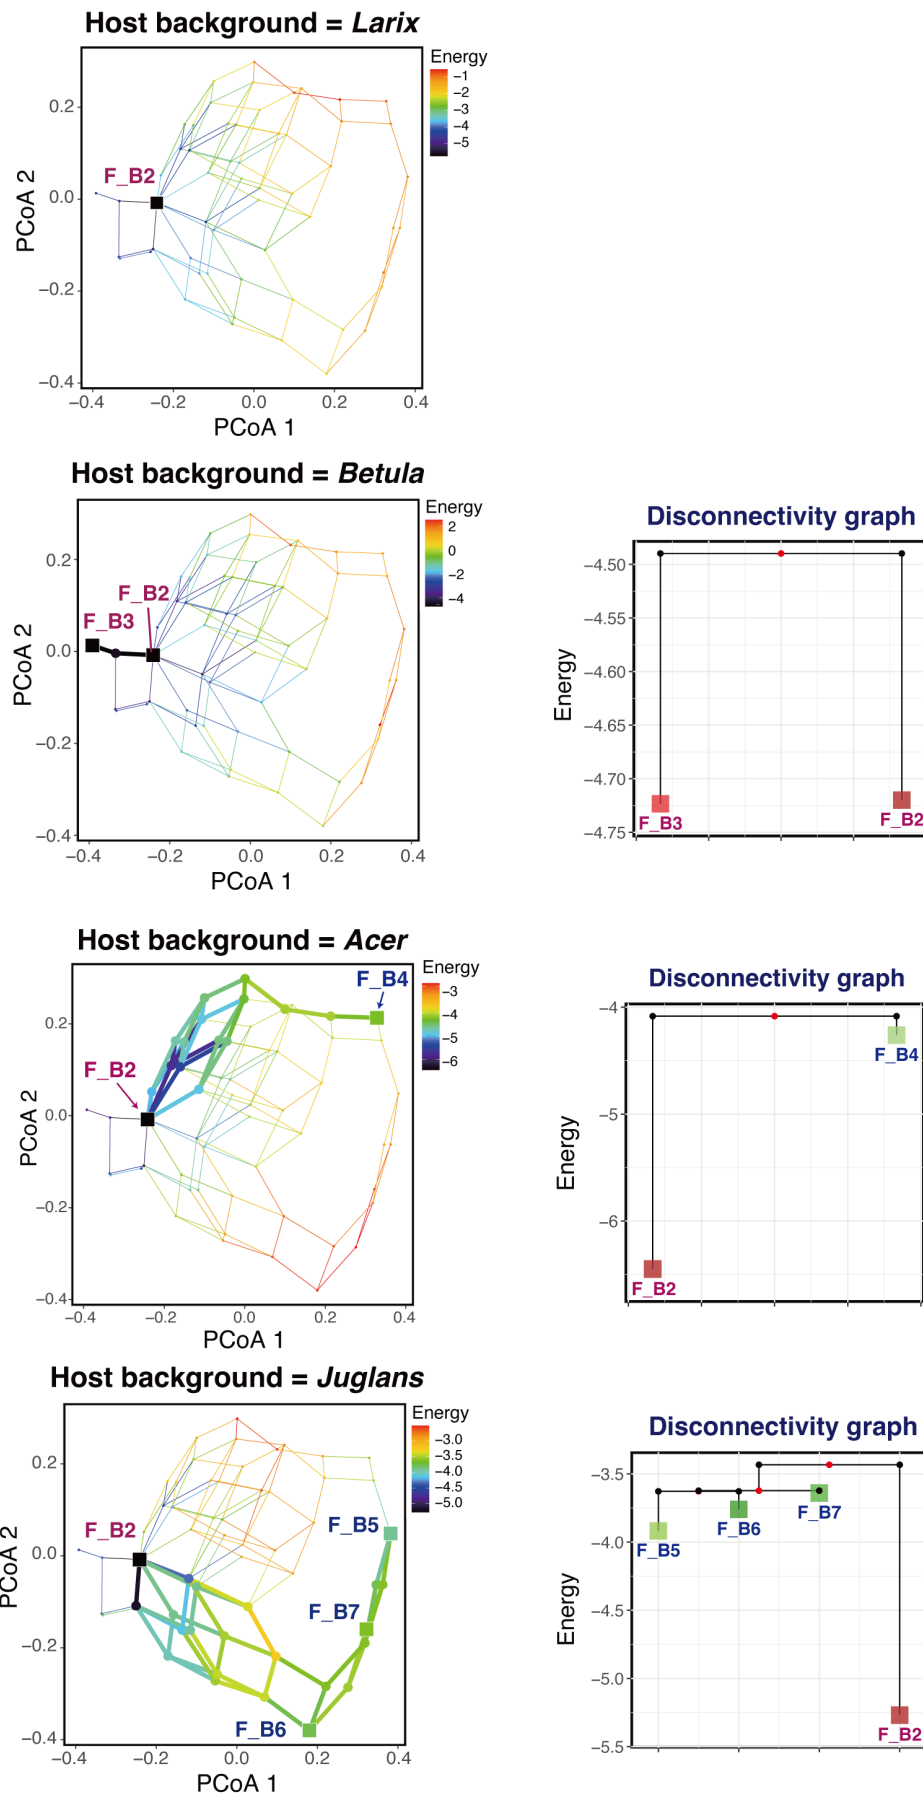 Host background = Larix
Energy
−1
−2
−3
−4
−5
0.2
0.0
−0.2
−0.4
PCoA 2
F_B2
−0.4
−0.2
0.0
0.2
0.4
PCoA 1
Host background = Betula
Energy
2
0
−2
−4
0.2
0.0
−0.2
−0.4
PCoA 2
F_B2
F_B3
−0.4
−0.2
0.0
0.2
0.4
PCoA 1
Disconnectivity graph
−4.50
−4.55
−4.60
−4.65
−4.70
−4.75
Energy
F_B3
F_B2
Host background = Acer
Energy
−3
−4
−5
−6
0.2
0.0
−0.2
−0.4
PCoA 2
F_B4
F_B2
−0.4
−0.2
0.0
0.2
0.4
PCoA 1
Disconnectivity graph
−4
−5
−6
Energy
F_B4
F_B2
Host background = Juglans
Energy
−3.0
−3.5
−4.0
−4.5
−5.0
0.2
0.0
−0.2
−0.4
PCoA 2
F_B2
F_B5
F_B7
F_B6
−0.4
−0.2
0.0
0.2
0.4
PCoA 1
Disconnectivity graph
−3.5
−4.0
−4.5
−5.0
−5.5
Energy
F_B5
F_B6
F_B7
F_B2